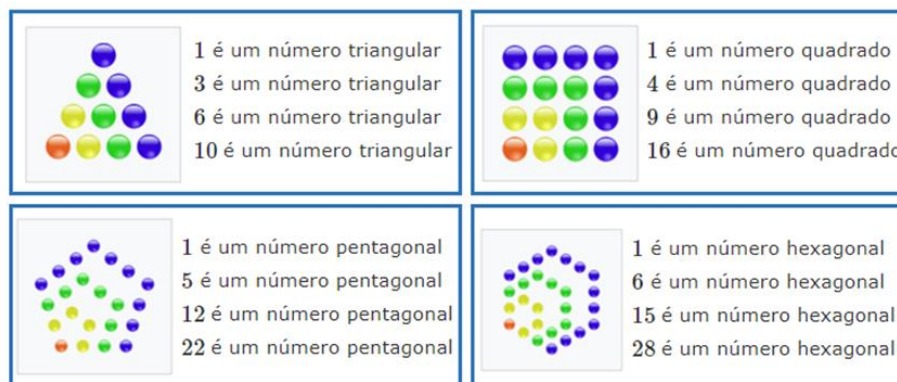 1 é um número triangular
3 é um número triangular
6 é um número triangular
10 é um número triangular
1 é um número quadrado
4 é um número quadrado
9 é um número quadrado
16 é um número quadrado
1 é um número pentagonal
5 é um número pentagonal
12 é um número pentagonal
22 é um número pentagonal
1 é um número hexagonal
6 é um número hexagonal
15 é um número hexagonal
28 é um número hexagonal